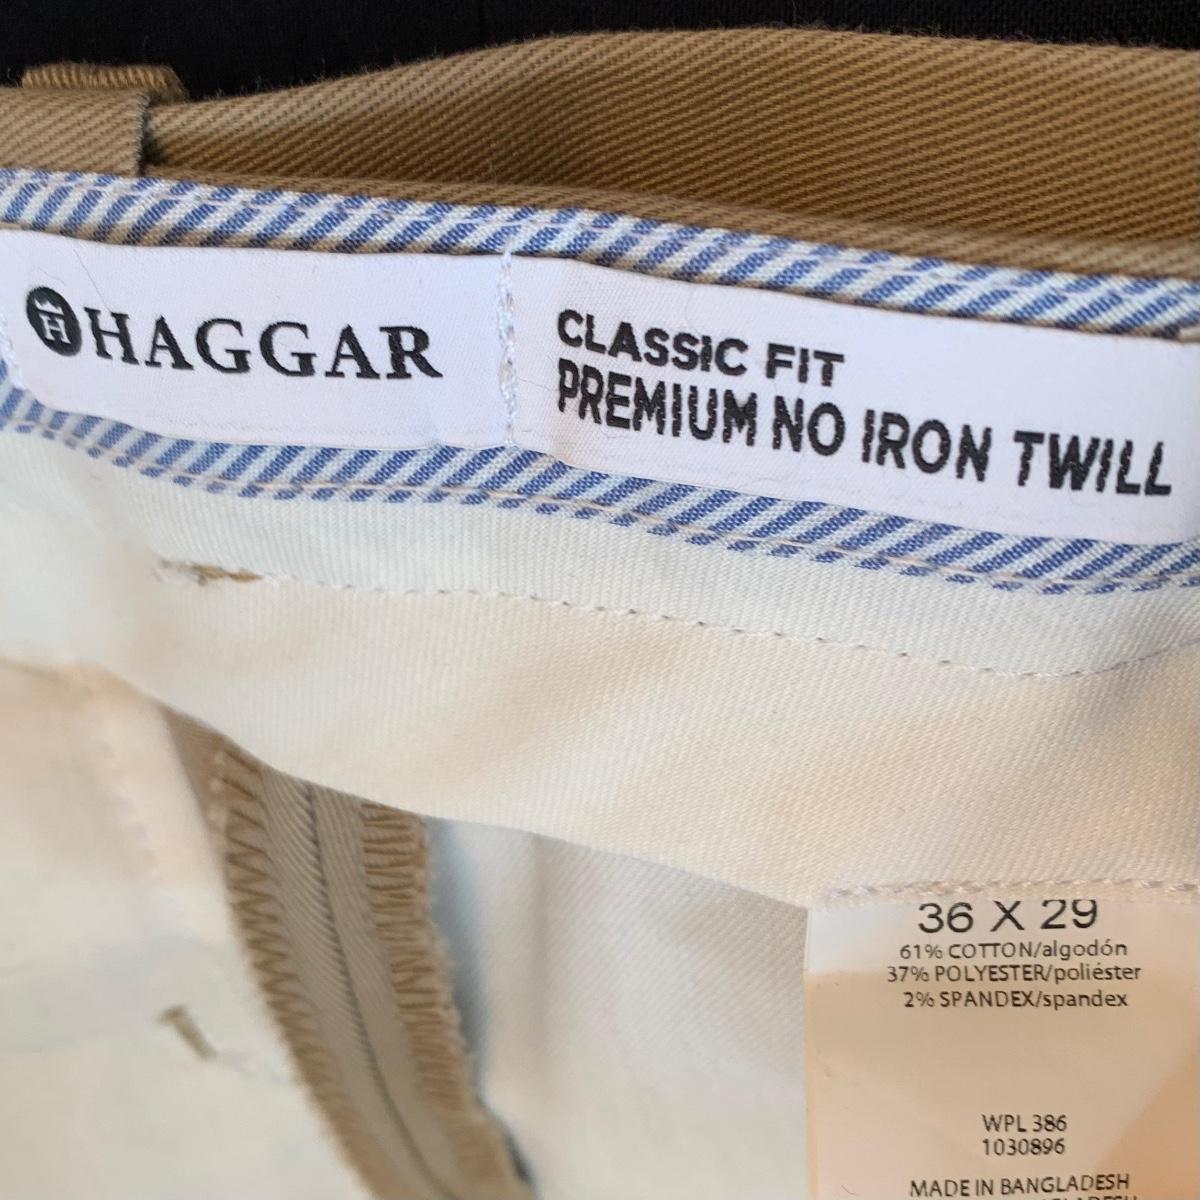 HAGGAR
CLASSIC FIT
PREMIUM NO IRON TWILL
36 X 29
61% COTTON/algodón
37% POLYESTER/poliéster
2% SPANDEX/spandex
WPL 386
1030896
MADE IN BANGLADESH